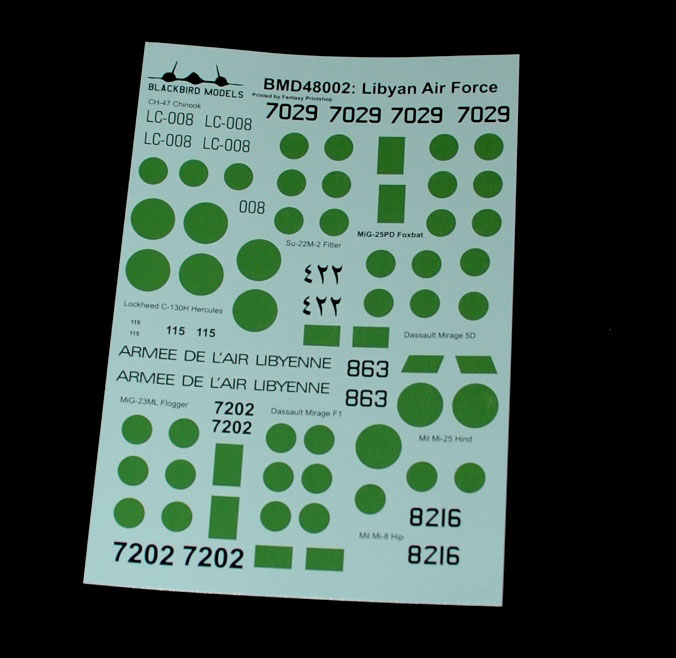 BLACKBIRD MODELS
BMD48002: Libyan Air Force
Printed by Fantasy Printshop
CH-47 Chinook
LC-008 LC-008
LC-008 LC-008
7029 7029 7029 7029
008
MiG-25PD Foxbat
Su-22M-2 Fitter
٤٢٢
٤٢٢
Lockheed C-130H Hercules
115
115
115 115
Dassault Mirage 5D
ARMEE DE L'AIR LIBYENNE
ARMEE DE L'AIR LIBYENNE
863
863
MiG-23ML Flogger
7202
7202
Dassault Mirage F1
Mil Mi-25 Hind
8216
Mil Mi-8 Hip
8216
7202 7202